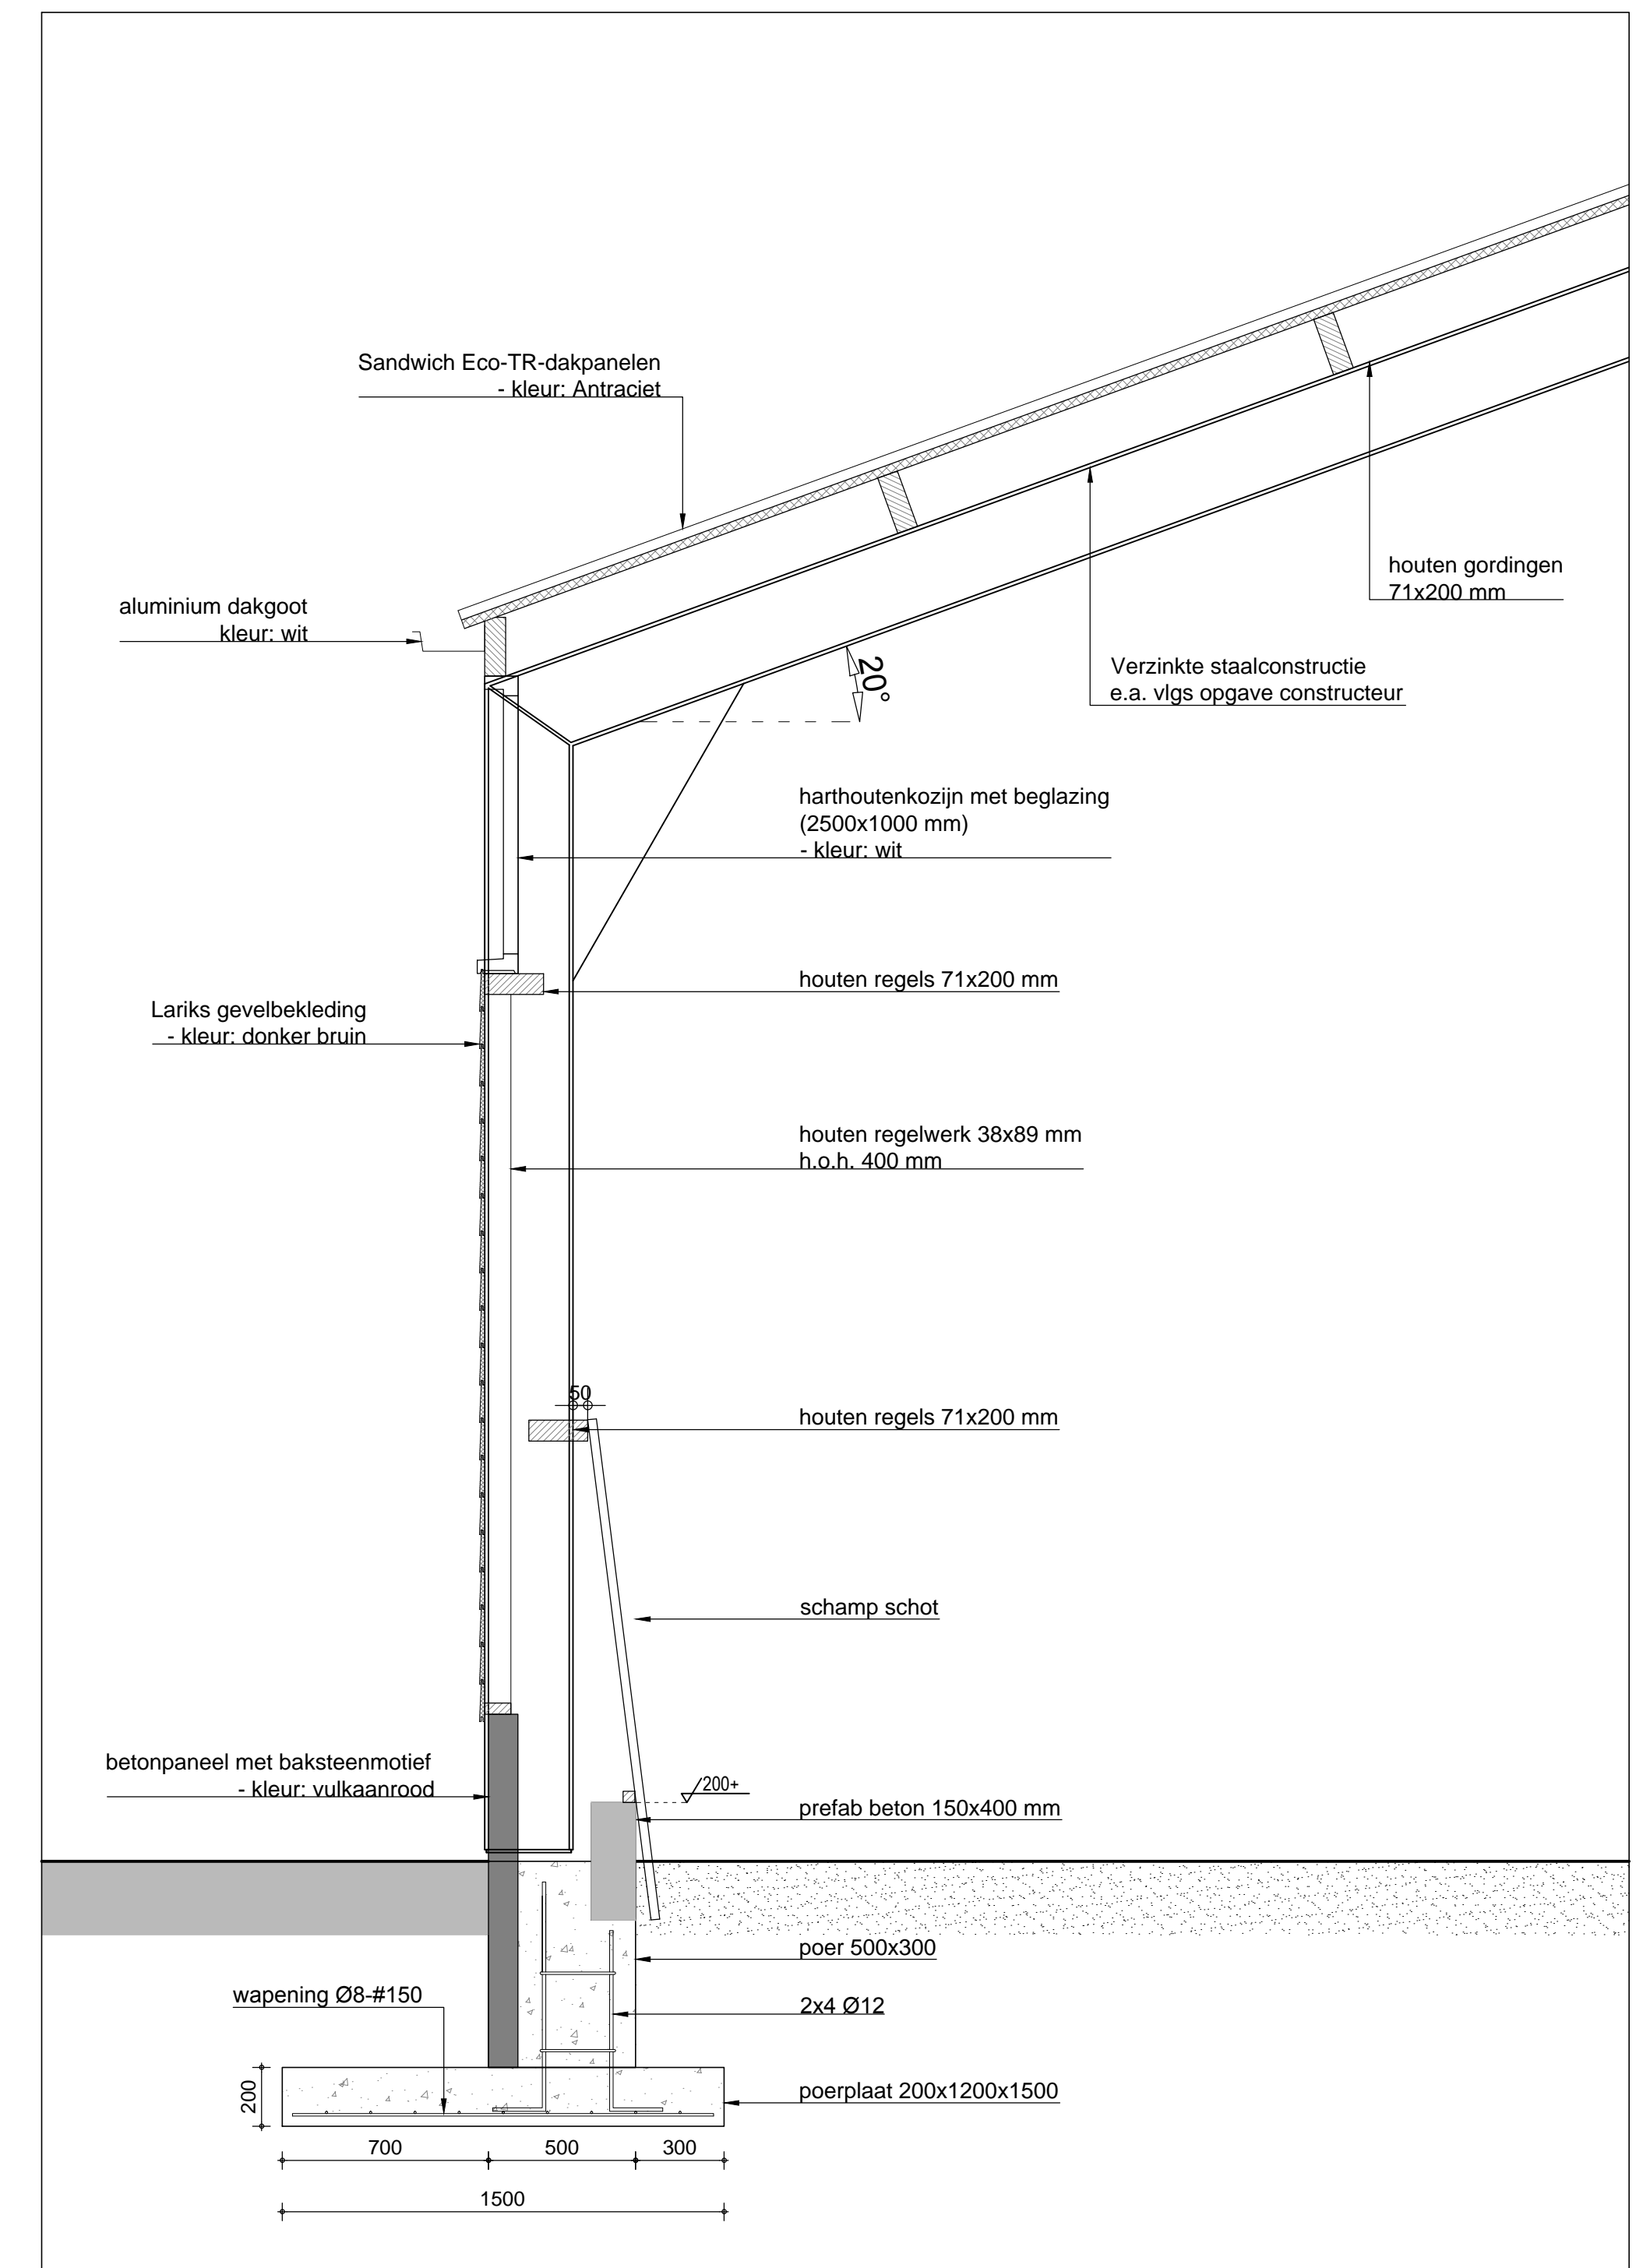 Sandwich Eco-TR-dakpanelen
- kleur: Antraciet
houten gordingen
71x200 mm
aluminium dakgoot
kleur: wit
20°
Verzinkte staalconstructie
e.a. vlgs opgave constructeur
harthoutenkozijn met beglazing
(2500x1000 mm)
- kleur: wit
houten regels 71x200 mm
Lariks gevelbekleding
- kleur: donker bruin
houten regelwerk 38x89 mm
h.o.h. 400 mm
50
houten regels 71x200 mm
schamp schot
betonpaneel met baksteenmotief
- kleur: vulkaanrood
200+
prefab beton 150x400 mm
poer 500x300
wapening Ø8-#150
2x4 Ø12
200
poerplaat 200x1200x1500
700
500
300
1500